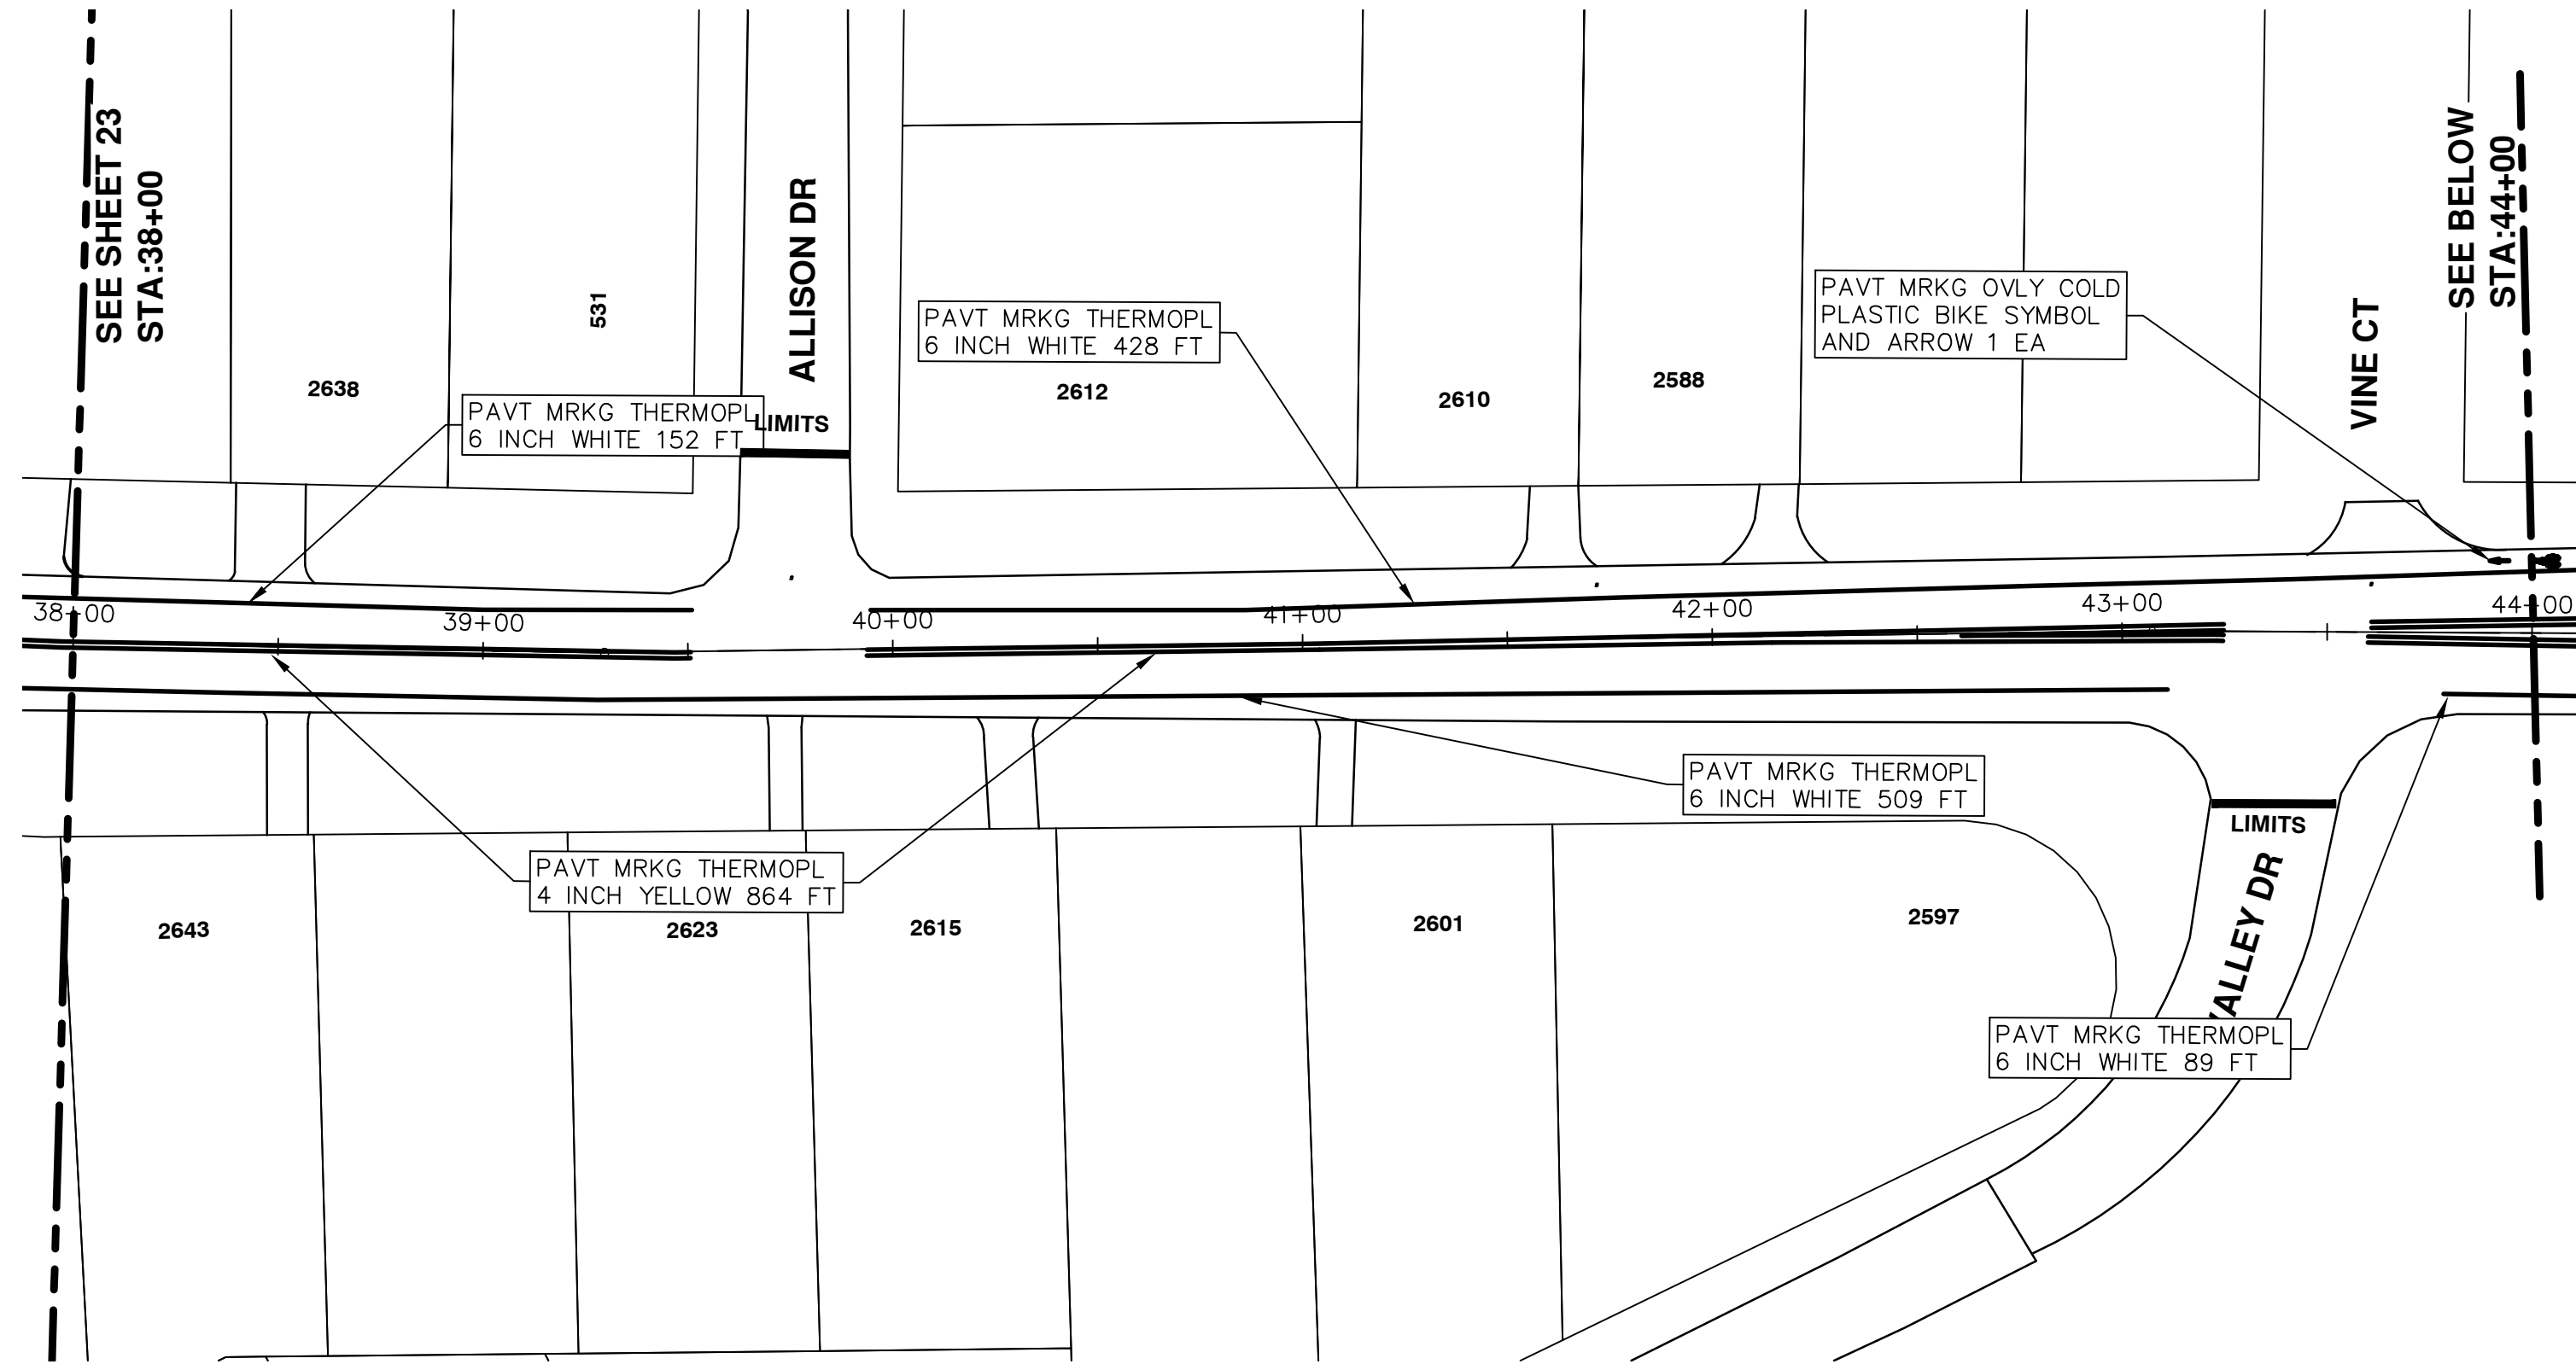 SEE SHEET 23
STA:38+00
2638
531
ALLISON DR
LIMITS
PAVT MRKG THERMOPL
6 INCH WHITE 152 FT
PAVT MRKG THERMOPL
6 INCH WHITE 428 FT
2612
2610
2588
PAVT MRKG OVLY COLD
PLASTIC BIKE SYMBOL
AND ARROW 1 EA
VINE CT
SEE BELOW
STA:44+00
38+00
39+00
40+00
41+00
42+00
43+00
44+00
PAVT MRKG THERMOPL
6 INCH WHITE 509 FT
PAVT MRKG THERMOPL
4 INCH YELLOW 864 FT
2643
2623
2615
2601
2597
LIMITS
VALLEY DR
PAVT MRKG THERMOPL
6 INCH WHITE 89 FT